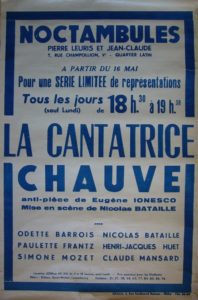 NOCTAMBULES
PIERRE LEURIS ET JEAN-CLAUDE
7, RUE CHAMPOLLION, Ve - QUARTIER LATIN
A PARTIR DU 16 MAI
Pour une SERIE LIMITEE de représentations
Tous les jours de 18 h.30 à 19 h.30
(sauf Lundi)
LA CANTATRICE
CHAUVE
anti-pièce de Eugène IONESCO
Mise en scène de Nicolas BATAILLE
avec
ODETTE BARROIS NICOLAS BATAILLE
PAULETTE FRANTZ HENRI-JACQUES HUET
SIMONE MOZET CLAUDE MANSARD